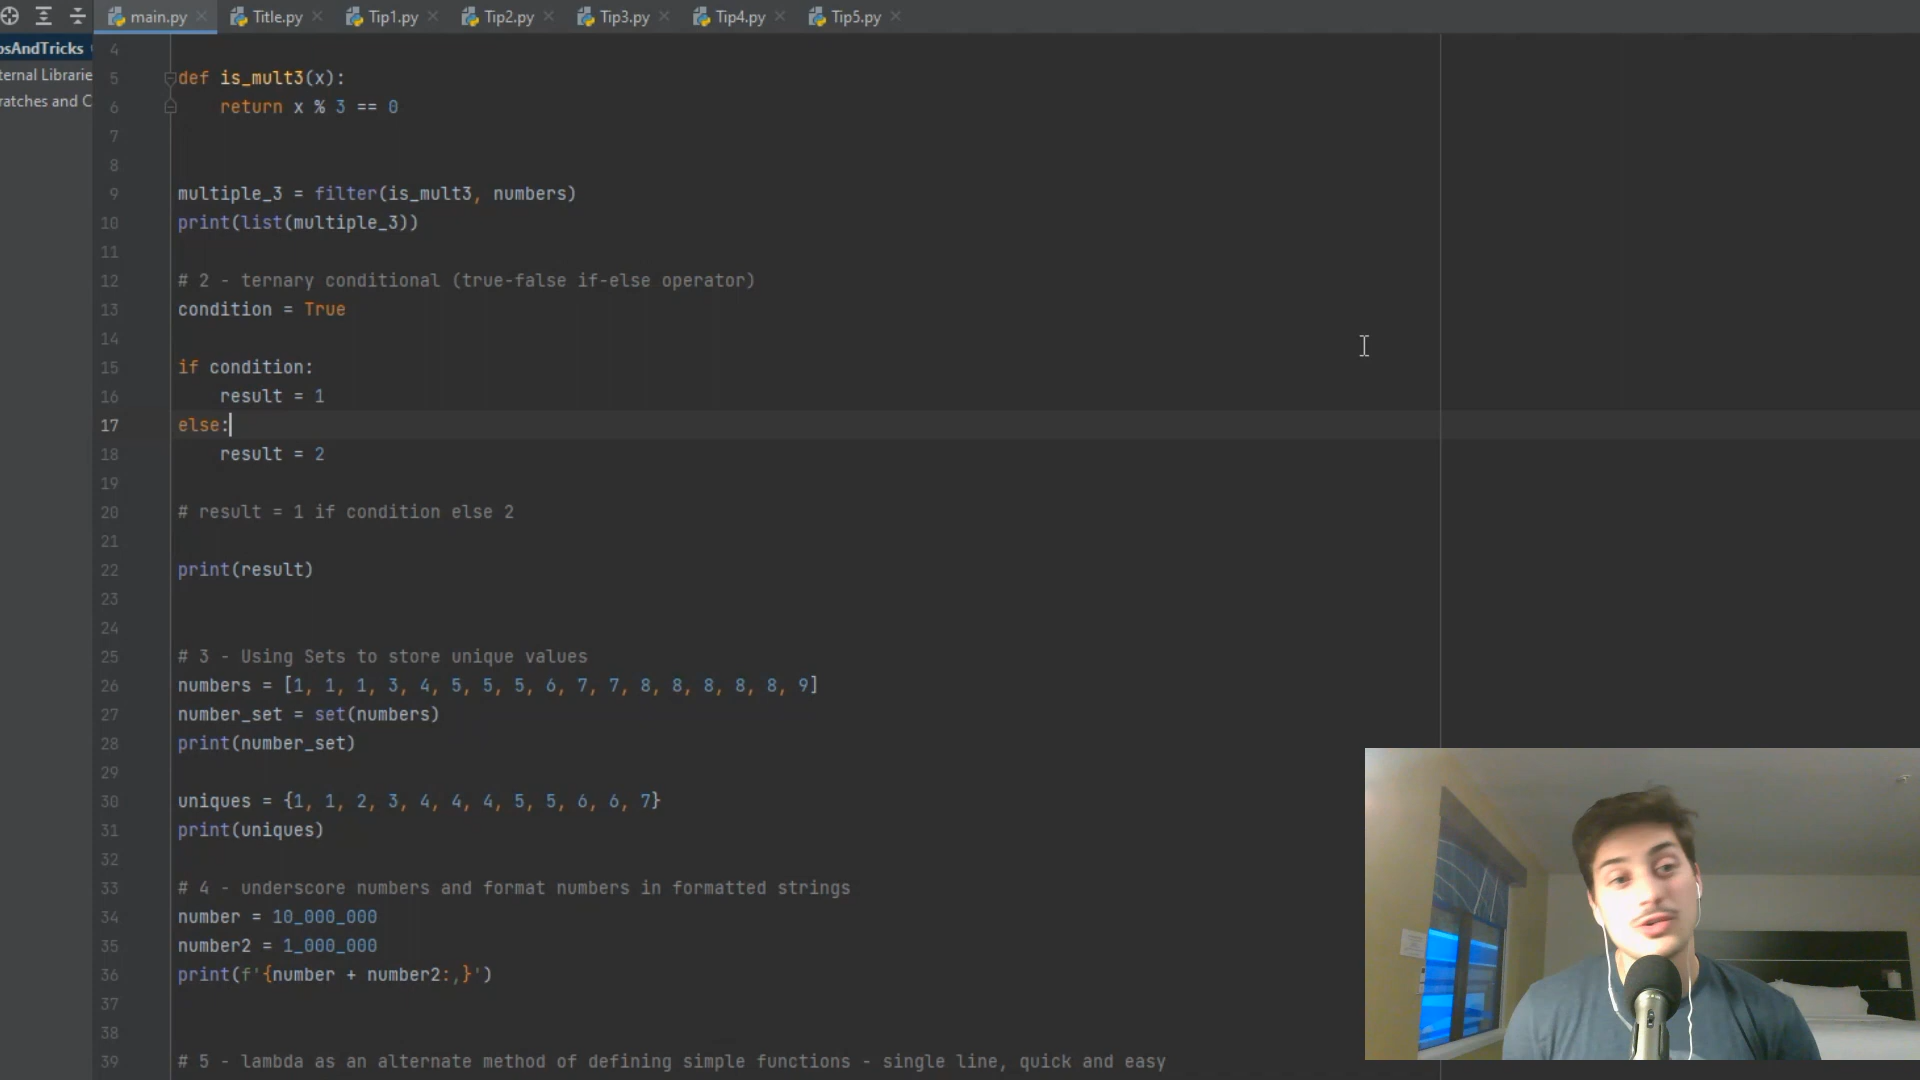 main.py
Title.py
Tip1.py
Tip2.py
Tip3.py
Tip4.py
Tip5.py
psAndTricks
ternal Librarie
ratches and C
4
5 def is_mult3(x):
6 return x % 3 == 0
7
8
9 multiple_3 = filter(is_mult3, numbers)
10 print(list(multiple_3))
11
12 # 2 - ternary conditional (true-false if-else operator)
13 condition = True
14
15 if condition:
16 result = 1
17 else:
18 result = 2
19
20 # result = 1 if condition else 2
21
22 print(result)
23
24
25 # 3 - Using Sets to store unique values
26 numbers = [1, 1, 1, 3, 4, 5, 5, 5, 6, 7, 7, 8, 8, 8, 8, 8, 9]
27 number_set = set(numbers)
28 print(number_set)
29
30 uniques = {1, 1, 2, 3, 4, 4, 4, 5, 5, 6, 6, 7}
31 print(uniques)
32
33 # 4 - underscore numbers and format numbers in formatted strings
34 number = 10_000_000
35 number2 = 1_000_000
36 print(f'{number + number2:,}')
37
38
39 # 5 - lambda as an alternate method of defining simple functions - single line, quick and easy